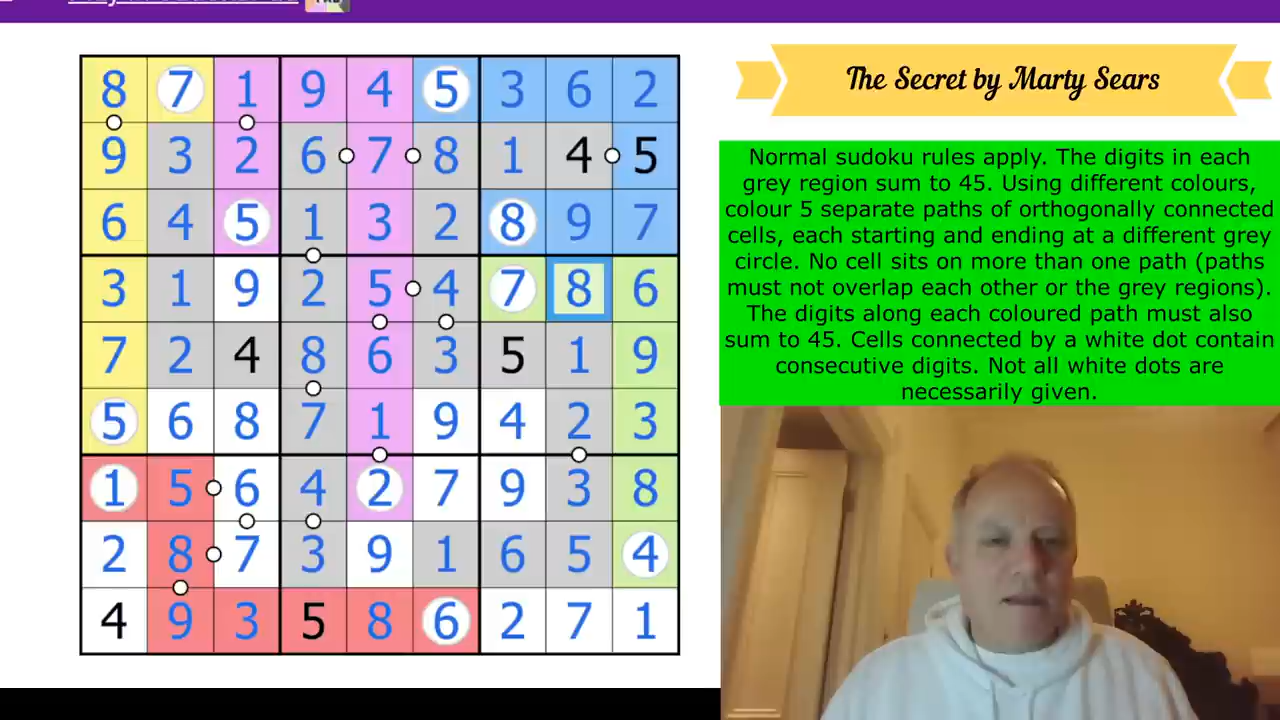 The Secret by Marty Sears
8 7 1 9 4 5 3 6 2
9 3 2 6 7 8 1 4 5
6 4 5 1 3 2 8 9 7
3 1 9 2 5 4 7 8 6
7 2 4 8 6 3 5 1 9
5 6 8 7 1 9 4 2 3
1 5 6 4 2 7 9 3 8
2 8 7 3 9 1 6 5 4
4 9 3 5 8 6 2 7 1
Normal sudoku rules apply. The digits in each
grey region sum to 45. Using different colours,
colour 5 separate paths of orthogonally connected
cells, each starting and ending at a different grey
circle. No cell sits on more than one path (paths
must not overlap each other or the grey regions).
The digits along each coloured path must also
sum to 45. Cells connected by a white dot contain
consecutive digits. Not all white dots are
necessarily given.